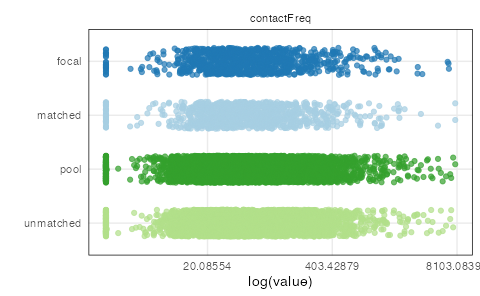 contactFreq
focal
matched
pool
unmatched
20.08554 403.42879 8103.0839
log(value)